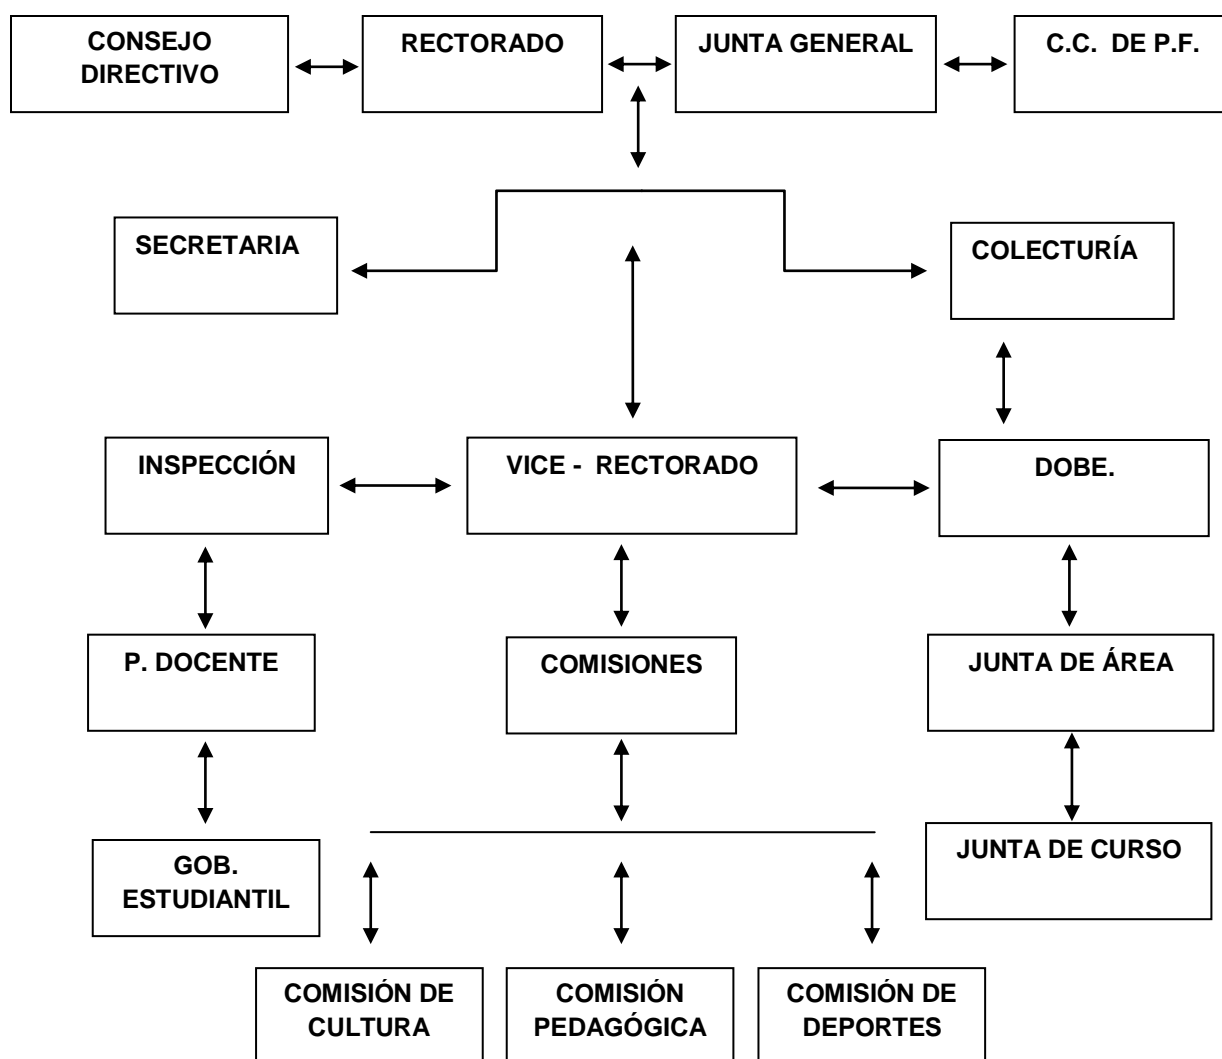 CONSEJO
DIRECTIVO
RECTORADO
JUNTA GENERAL
C.C. DE P.F.
SECRETARIA
COLECTURÍA
INSPECCIÓN
VICE - RECTORADO
DOBE.
P. DOCENTE
COMISIONES
JUNTA DE ÁREA
GOB.
ESTUDIANTIL
JUNTA DE CURSO
COMISIÓN DE
CULTURA
COMISIÓN
PEDAGÓGICA
COMISIÓN DE
DEPORTES